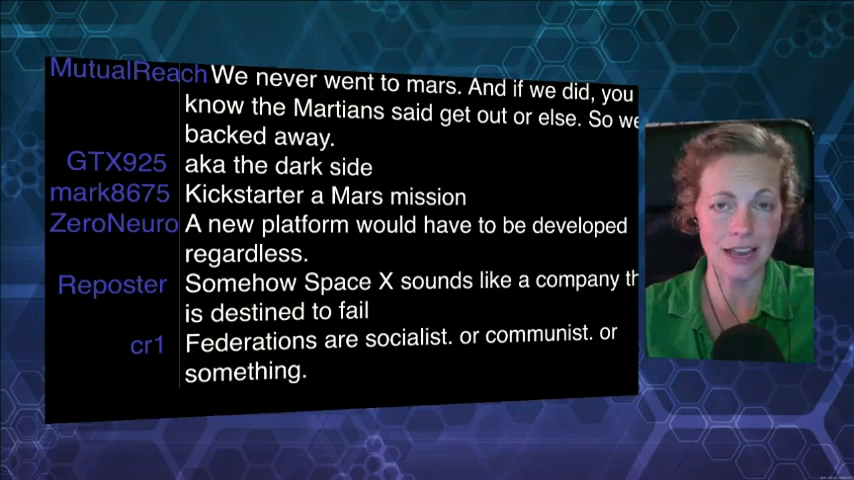 MutualReach We never went to mars. And if we did, you
know the Martians said get out or else. So we
backed away.
GTX925 aka the dark side
mark8675 Kickstarter a Mars mission
ZeroNeuro A new platform would have to be developed
regardless.
Reposter Somehow Space X sounds like a company th
is destined to fail
cr1 Federations are socialist. or communist. or
something.